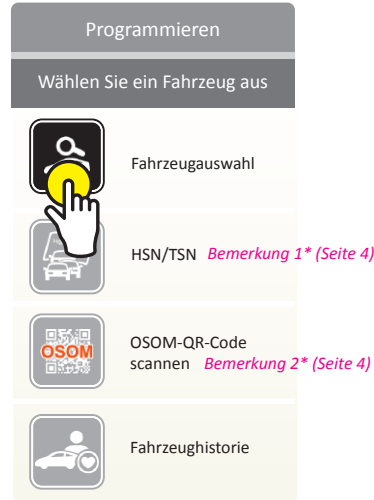 Programmieren
Wählen Sie ein Fahrzeug aus
Fahrzeugauswahl
HSN/TSN Bemerkung 1* (Seite 4)
OSOM
OSOM-QR-Code
scannen Bemerkung 2* (Seite 4)
Fahrzeughistorie